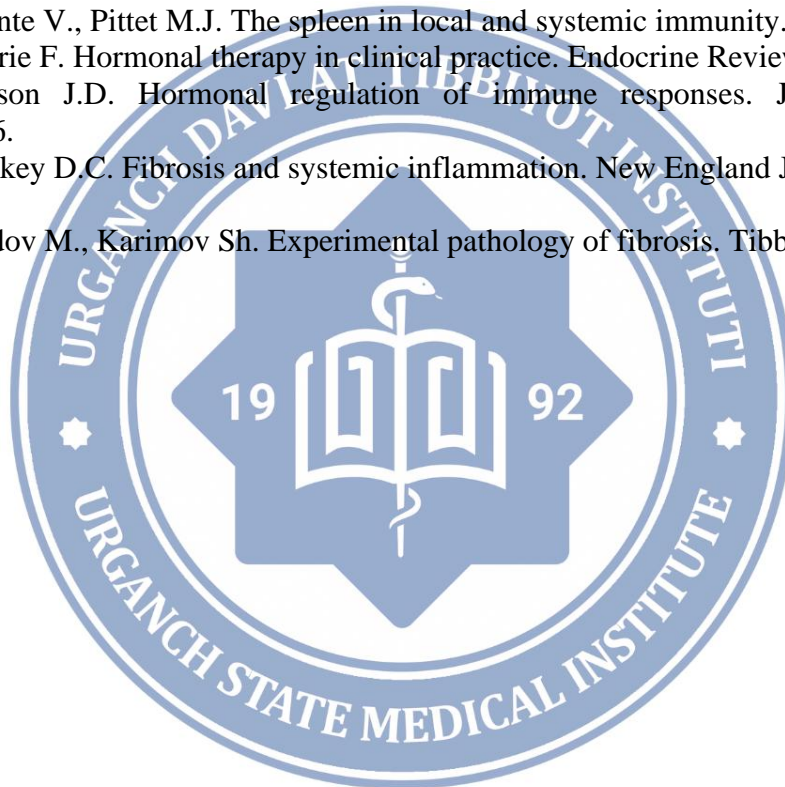 nte V., Pittet M.J. The spleen in local and systemic immunity.
rie F. Hormonal therapy in clinical practice. Endocrine Review
son J.D. Hormonal regulation of immune responses. J
6.
key D.C. Fibrosis and systemic inflammation. New England J
dov M., Karimov Sh. Experimental pathology of fibrosis. Tibb
URGANCH DAVLAT TIBBIYOT INSTITUTI
19 92
URGANCH STATE MEDICAL INSTITUTE